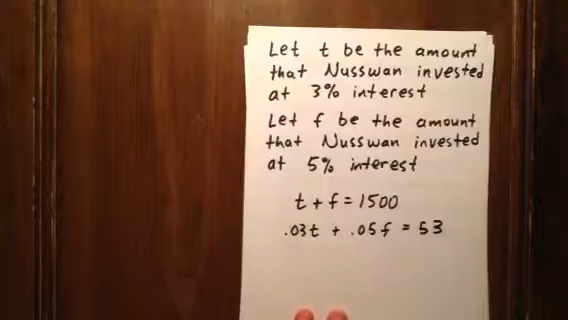 Let t be the amount
that Nusswan invested
at 3% interest
Let f be the amount
that Nusswan invested
at 5% interest
t + f = 1500
.03t + .05f = 53